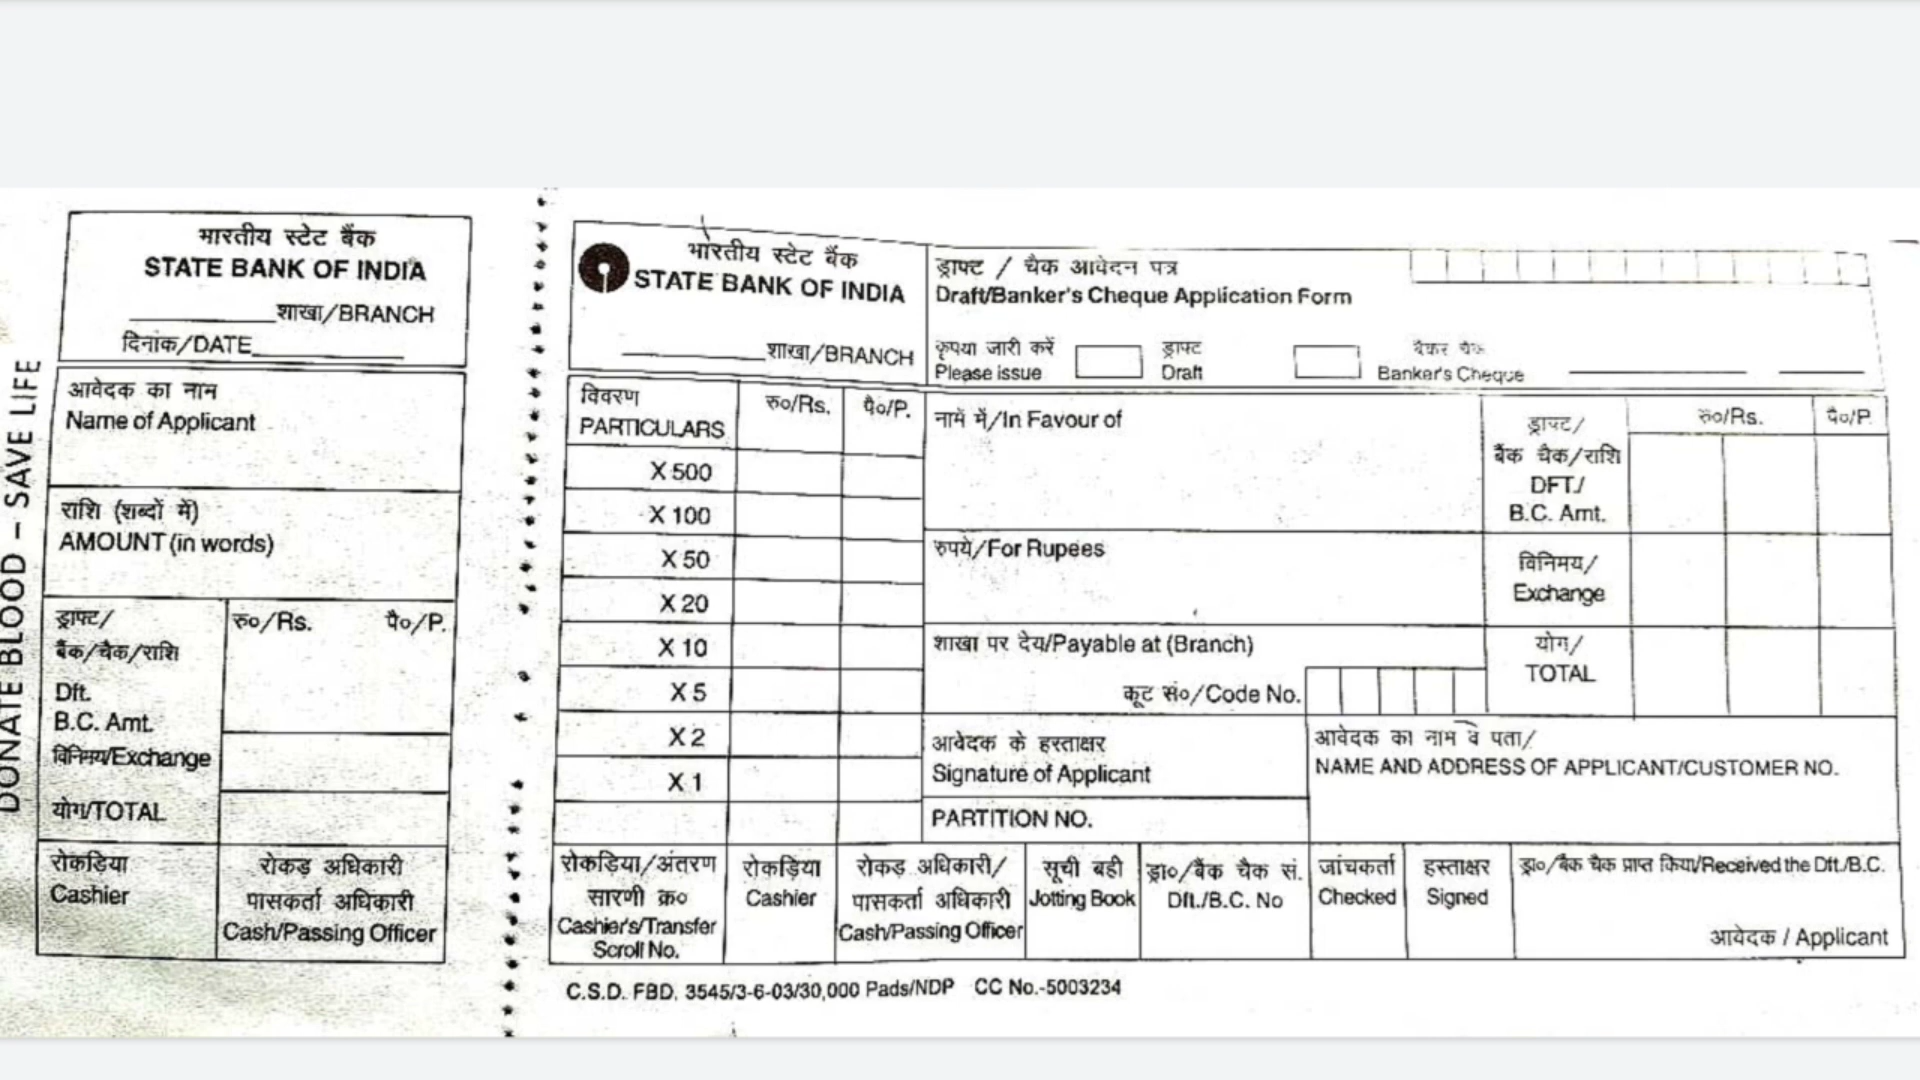 DONATE BLOOD – SAVE LIFE
भारतीय स्टेट बैंक
STATE BANK OF INDIA
शाखा/BRANCH
दिनांक/DATE
आवेदक का नाम
Name of Applicant
राशि (शब्दों में)
AMOUNT (in words)
ड्राफ्ट/
बैंक/चैक/राशि
Dft.
B.C. Amt.
रु०/Rs. पै०/P.
विनिमय/Exchange
योग/TOTAL
रोकड़िया
Cashier
रोकड़ अधिकारी
पासकर्ता अधिकारी
Cash/Passing Officer
भारतीय स्टेट बैंक
STATE BANK OF INDIA
शाखा/BRANCH
ड्राफ्ट / चैक आवेदन पत्र
Draft/Banker's Cheque Application Form
कृपया जारी करें
Please issue
ड्राफ्ट
Draft
बैंकर चैक
Banker's Cheque
विवरण
PARTICULARS
रु०/Rs. पै०/P.
X 500
X 100
X 50
X 20
X 10
X 5
X 2
X 1
नामें में/In Favour of
रुपये/For Rupees
शाखा पर देय/Payable at (Branch)
कूट सं०/Code No.
आवेदक के हस्ताक्षर
Signature of Applicant
PARTITION NO.
ड्राफ्ट/
बैंक चैक/राशि
DFT./
B.C. Amt.
रु०/Rs. पै०/P.
विनिमय/
Exchange
योग/
TOTAL
आवेदक का नाम व पता/
NAME AND ADDRESS OF APPLICANT/CUSTOMER NO.
रोकड़िया/अंतरण
सारणी क्र०
Cashier's/Transfer
Scroll No.
रोकड़िया
Cashier
रोकड़ अधिकारी/
पासकर्ता अधिकारी
Cash/Passing Officer
सूची बही
Jotting Book
ड्रा०/बैंक चैक सं.
Dft./B.C. No
जांचकर्ता
Checked
हस्ताक्षर
Signed
ड्रा०/बैंक चैक प्राप्त किया/Received the Dft./B.C.
आवेदक / Applicant
C.S.D. FBD. 3545/3-6-03/30,000 Pads/NDP CC No.-5003234